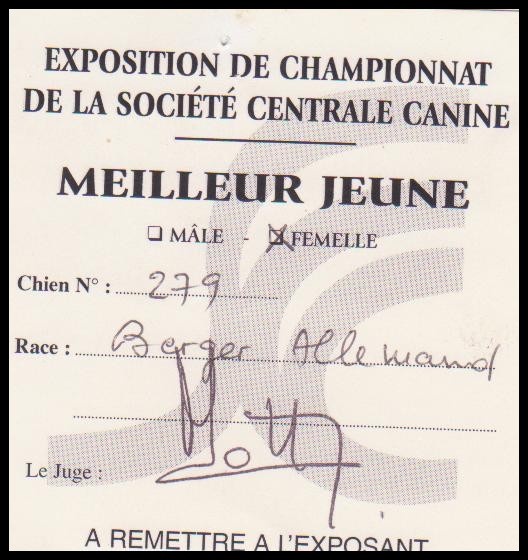 EXPOSITION DE CHAMPIONNAT
DE LA SOCIÉTÉ CENTRALE CANINE
MEILLEUR JEUNE
☐ MÂLE - ☒ FEMELLE
Chien N° : 279
Race : Berger Allemand
Le Juge :
A REMETTRE A L'EXPOSANT